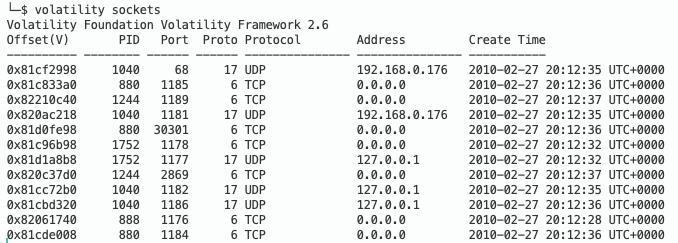 └─$ volatility sockets
Volatility Foundation Volatility Framework 2.6
Offset(V)       PID   Port  Proto Protocol        Address         Create Time
---------- -------- ------ ------ --------------- --------------- -----------
0x81cf2998     1040     68     17 UDP             192.168.0.176   2010-02-27 20:12:35 UTC+0000
0x81c833a0      880   1185      6 TCP             0.0.0.0         2010-02-27 20:12:36 UTC+0000
0x82210c40     1244   1189      6 TCP             0.0.0.0         2010-02-27 20:12:37 UTC+0000
0x820ac218     1040   1181     17 UDP             192.168.0.176   2010-02-27 20:12:35 UTC+0000
0x81d0fe98      880  30301      6 TCP             0.0.0.0         2010-02-27 20:12:36 UTC+0000
0x81c96b98     1752   1178      6 TCP             0.0.0.0         2010-02-27 20:12:32 UTC+0000
0x81d1a8b8     1752   1177     17 UDP             127.0.0.1       2010-02-27 20:12:32 UTC+0000
0x820c37d0     1244   2869      6 TCP             0.0.0.0         2010-02-27 20:12:37 UTC+0000
0x81cc72b0     1040   1182     17 UDP             127.0.0.1       2010-02-27 20:12:35 UTC+0000
0x81cbd320     1040   1186     17 UDP             127.0.0.1       2010-02-27 20:12:36 UTC+0000
0x82061740      888   1176      6 TCP             0.0.0.0         2010-02-27 20:12:28 UTC+0000
0x81cde008      880   1184      6 TCP             0.0.0.0         2010-02-27 20:12:36 UTC+0000